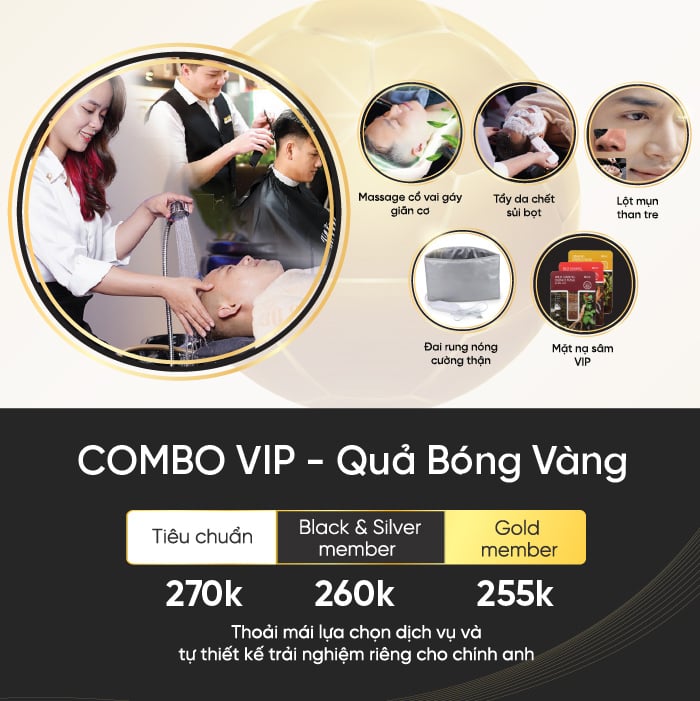 Massage cổ vai gáy
giãn cơ
Tẩy da chết
sủi bọt
Lột mụn
than tre
Đai rung nóng
cường thận
Mặt nạ sâm
VIP
COMBO VIP - Quả Bóng Vàng
Tiêu chuẩn
Black & Silver
member
Gold
member
270k
260k
255k
Thoải mái lựa chọn dịch vụ và
tự thiết kế trải nghiệm riêng cho chính anh